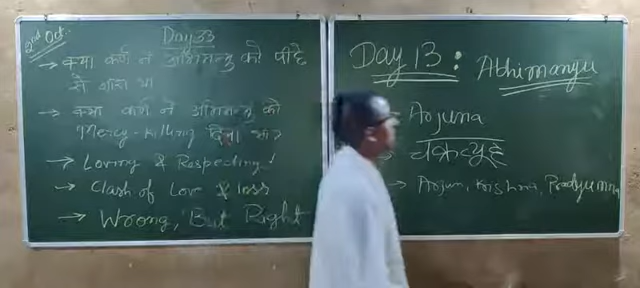 2nd Oct.
Day 33
→ क्या कर्ण ने अभिमन्यु को पीछे
से मारा था
→ क्या कर्ण ने अभिमन्यु को
Mercy-Killing दिया था?
→ Loving & Respecting!
→ Clash of Love & loss
→ Wrong, But Right
Day 13: Abhimanyu
Arjuna
चक्रव्यूह
→ Arjun, Krishna, Pradyumna